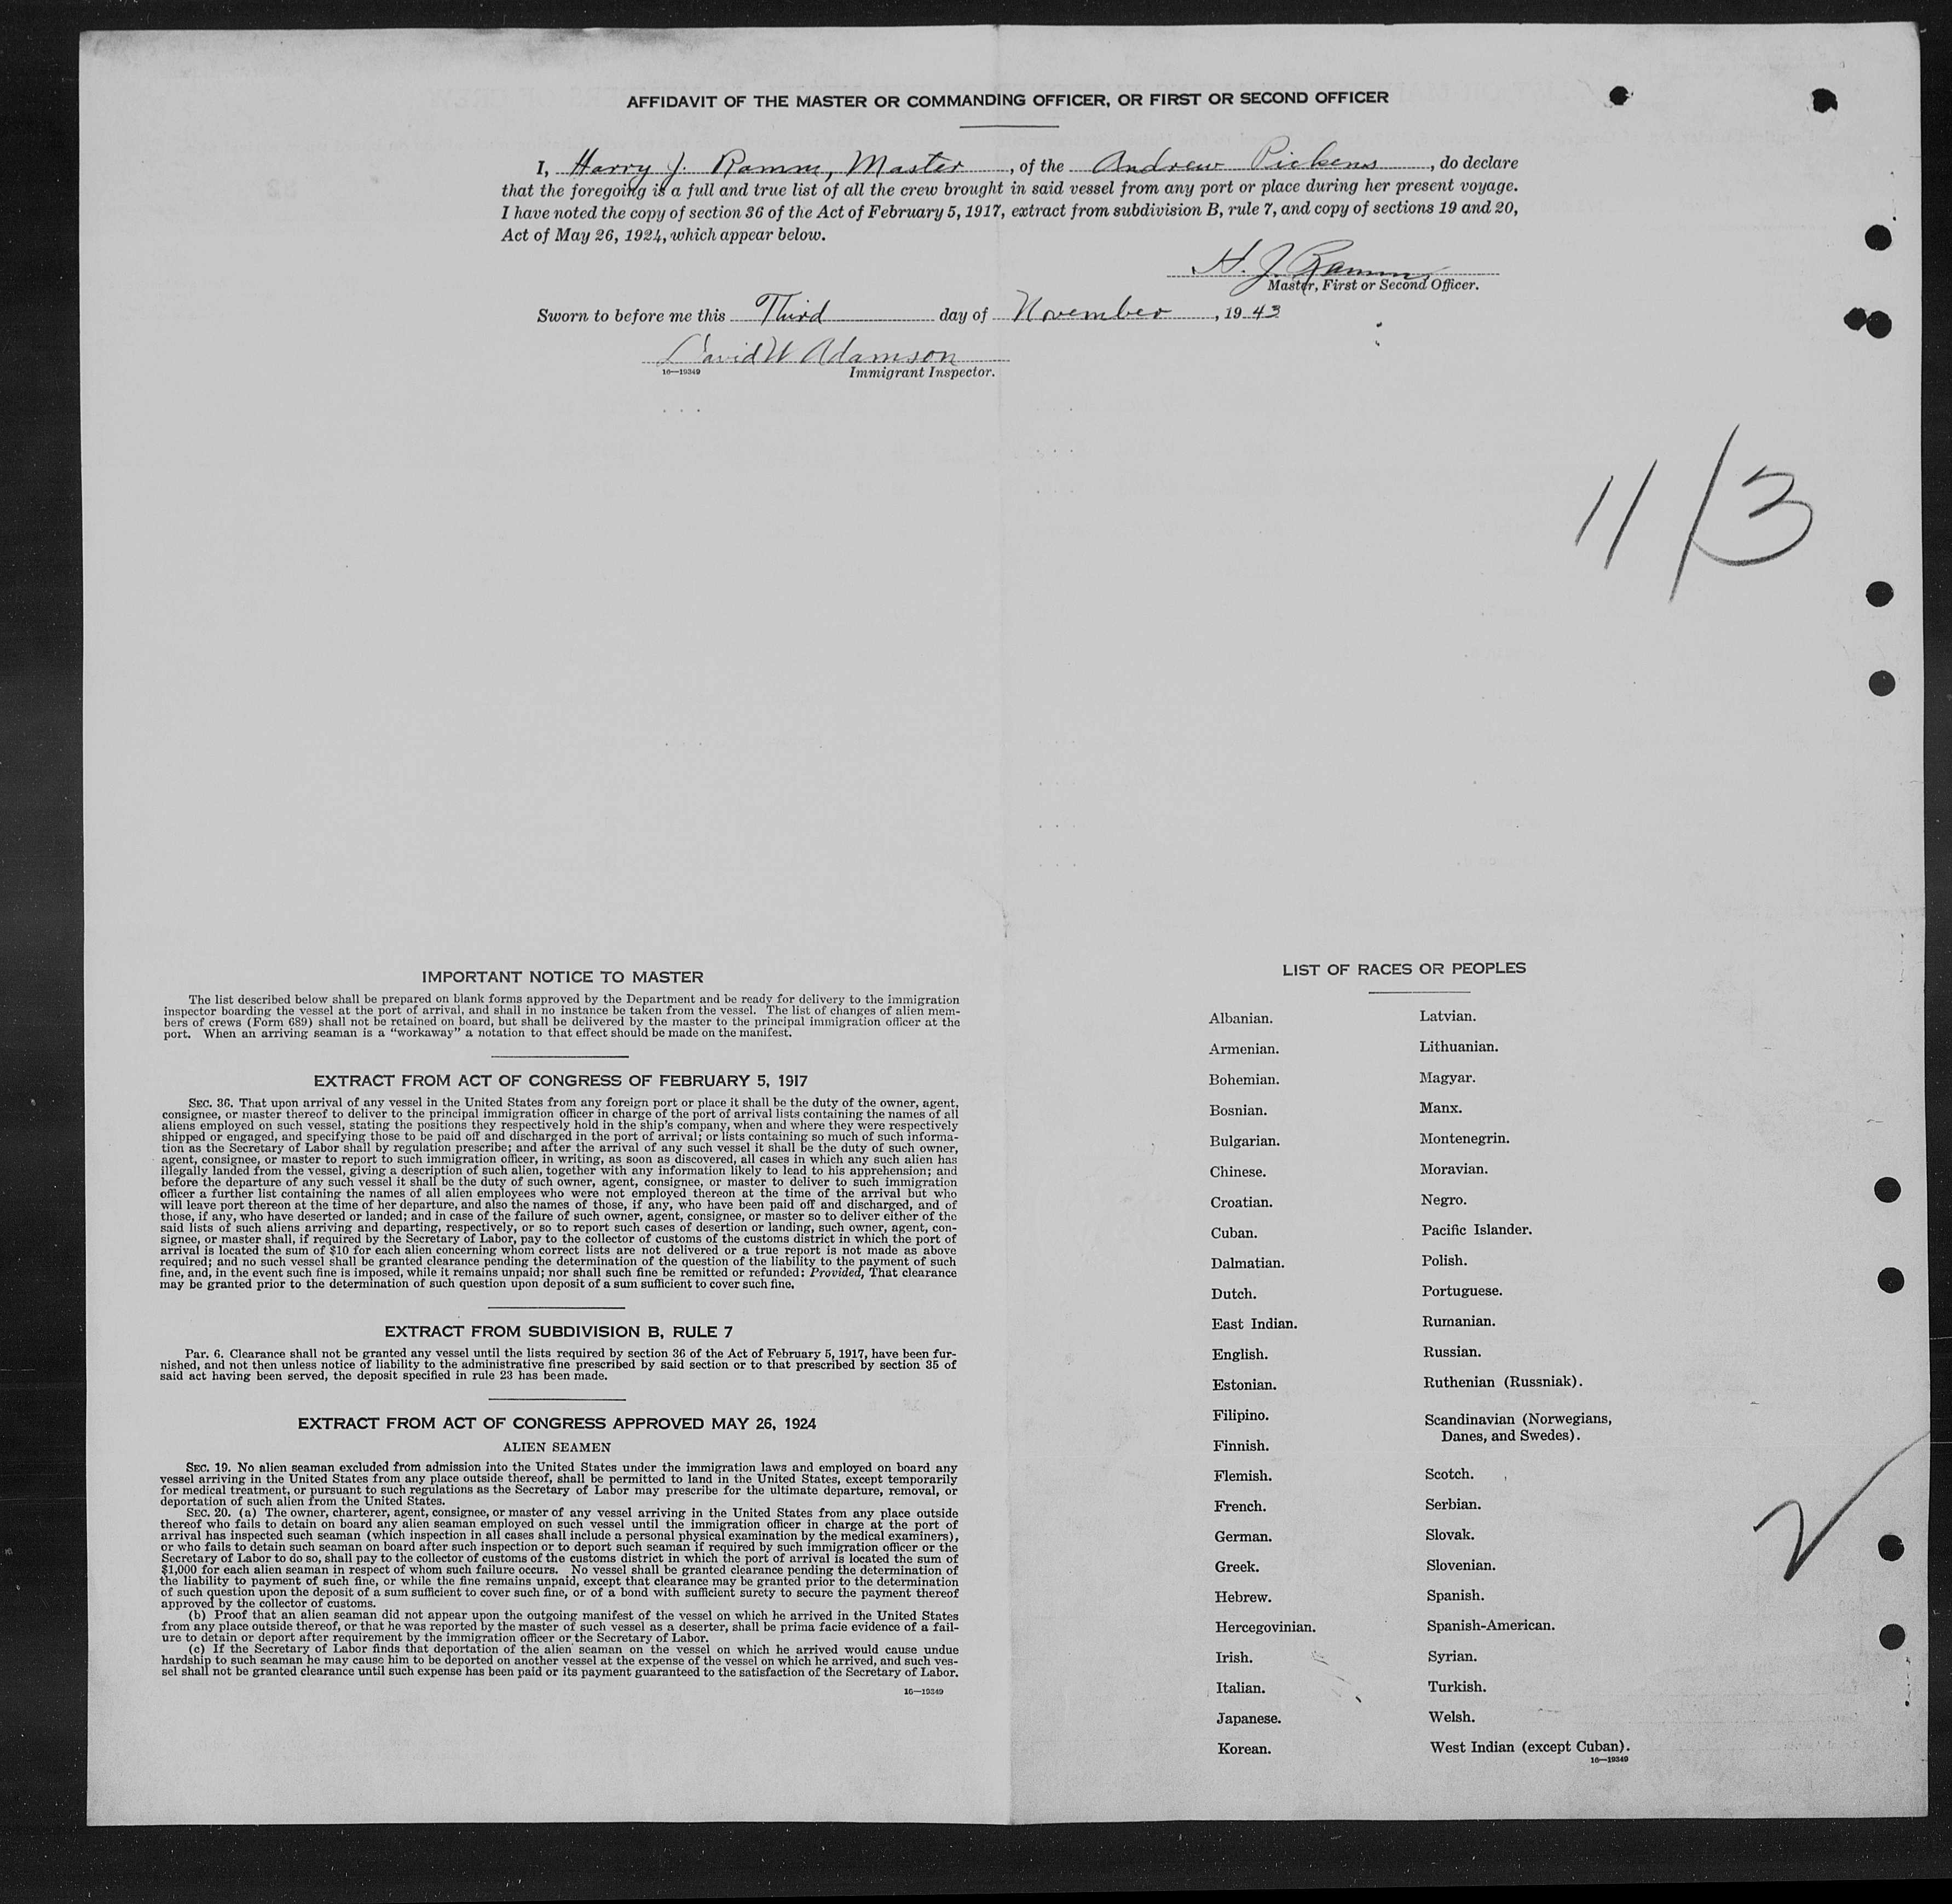 AFFIDAVIT OF THE MASTER OR COMMANDING OFFICER, OR FIRST OR SECOND OFFICER
I, Harry J. Ramm, Master, of the Andrew Pickens, do declare
that the foregoing is a full and true list of all the crew brought in said vessel from any port or place during her present voyage.
I have noted the copy of section 36 of the Act of February 5, 1917, extract from subdivision B, rule 7, and copy of sections 19 and 20,
Act of May 26, 1924, which appear below.
H. J. Ramm
Master, First or Second Officer.
Sworn to before me this Third day of November, 1943
David W Adamson
16—19349 Immigrant Inspector.
11/3
IMPORTANT NOTICE TO MASTER
The list described below shall be prepared on blank forms approved by the Department and be ready for delivery to the immigration
inspector boarding the vessel at the port of arrival, and shall in no instance be taken from the vessel. The list of changes of alien mem-
bers of crews (Form 689) shall not be retained on board, but shall be delivered by the master to the principal immigration officer at the
port. When an arriving seaman is a “workaway” a notation to that effect should be made on the manifest.
EXTRACT FROM ACT OF CONGRESS OF FEBRUARY 5, 1917
SEC. 36. That upon arrival of any vessel in the United States from any foreign port or place it shall be the duty of the owner, agent,
consignee, or master thereof to deliver to the principal immigration officer in charge of the port of arrival lists containing the names of all
aliens employed on such vessel, stating the positions they respectively hold in the ship's company, when and where they were respectively
shipped or engaged, and specifying those to be paid off and discharged in the port of arrival; or lists containing so much of such informa-
tion as the Secretary of Labor shall by regulation prescribe; and after the arrival of any such vessel it shall be the duty of such owner,
agent, consignee, or master to report to such immigration officer, in writing, as soon as discovered, all cases in which any such alien has
illegally landed from the vessel, giving a description of such alien, together with any information likely to lead to his apprehension; and
before the departure of any such vessel it shall be the duty of such owner, agent, consignee, or master to deliver to such immigration
officer a further list containing the names of all alien employees who were not employed thereon at the time of the arrival but who
will leave port thereon at the time of her departure, and also the names of those, if any, who have been paid off and discharged, and of
those, if any, who have deserted or landed; and in case of the failure of such owner, agent, consignee, or master so to deliver either of the
said lists of such aliens arriving and departing, respectively, or so to report such cases of desertion or landing, such owner, agent, con-
signee, or master shall, if required by the Secretary of Labor, pay to the collector of customs of the customs district in which the port of
arrival is located the sum of $10 for each alien concerning whom correct lists are not delivered or a true report is not made as above
required; and no such vessel shall be granted clearance pending the determination of the question of the liability to the payment of such
fine, and, in the event such fine is imposed, while it remains unpaid; nor shall such fine be remitted or refunded: Provided, That clearance
may be granted prior to the determination of such question upon deposit of a sum sufficient to cover such fine.
EXTRACT FROM SUBDIVISION B, RULE 7
Par. 6. Clearance shall not be granted any vessel until the lists required by section 36 of the Act of February 5, 1917, have been fur-
nished, and not then unless notice of liability to the administrative fine prescribed by said section or to that prescribed by section 35 of
said act having been served, the deposit specified in rule 23 has been made.
EXTRACT FROM ACT OF CONGRESS APPROVED MAY 26, 1924
ALIEN SEAMEN
SEC. 19. No alien seaman excluded from admission into the United States under the immigration laws and employed on board any
vessel arriving in the United States from any place outside thereof, shall be permitted to land in the United States, except temporarily
for medical treatment, or pursuant to such regulations as the Secretary of Labor may prescribe for the ultimate departure, removal, or
deportation of such alien from the United States.
SEC. 20. (a) The owner, charterer, agent, consignee, or master of any vessel arriving in the United States from any place outside
thereof who fails to detain on board any alien seaman employed on such vessel until the immigration officer in charge at the port of
arrival has inspected such seaman (which inspection in all cases shall include a personal physical examination by the medical examiners),
or who fails to detain such seaman on board after such inspection or to deport such seaman if required by such immigration officer or the
Secretary of Labor to do so, shall pay to the collector of customs of the customs district in which the port of arrival is located the sum of
$1,000 for each alien seaman in respect of whom such failure occurs. No vessel shall be granted clearance pending the determination of
the liability to payment of such fine, or while the fine remains unpaid, except that clearance may be granted prior to the determination
of such question upon the deposit of a sum sufficient to cover such fine, or of a bond with sufficient surety to secure the payment thereof
approved by the collector of customs.
(b) Proof that an alien seaman did not appear upon the outgoing manifest of the vessel on which he arrived in the United States
from any place outside thereof, or that he was reported by the master of such vessel as a deserter, shall be prima facie evidence of a fail-
ure to detain or deport after requirement by the immigration officer or the Secretary of Labor.
(c) If the Secretary of Labor finds that deportation of the alien seaman on the vessel on which he arrived would cause undue
hardship to such seaman he may cause him to be deported on another vessel at the expense of the vessel on which he arrived, and such ves-
sel shall not be granted clearance until such expense has been paid or its payment guaranteed to the satisfaction of the Secretary of Labor.
16—19349
LIST OF RACES OR PEOPLES
Albanian.
Armenian.
Bohemian.
Bosnian.
Bulgarian.
Chinese.
Croatian.
Cuban.
Dalmatian.
Dutch.
East Indian.
English.
Estonian.
Filipino.
Finnish.
Flemish.
French.
German.
Greek.
Hebrew.
Hercegovinian.
Irish.
Italian.
Japanese.
Korean.
Latvian.
Lithuanian.
Magyar.
Manx.
Montenegrin.
Moravian.
Negro.
Pacific Islander.
Polish.
Portuguese.
Rumanian.
Russian.
Ruthenian (Russniak).
Scandinavian (Norwegians,
Danes, and Swedes).
Scotch.
Serbian.
Slovak.
Slovenian.
Spanish.
Spanish-American.
Syrian.
Turkish.
Welsh.
West Indian (except Cuban).
16—19349